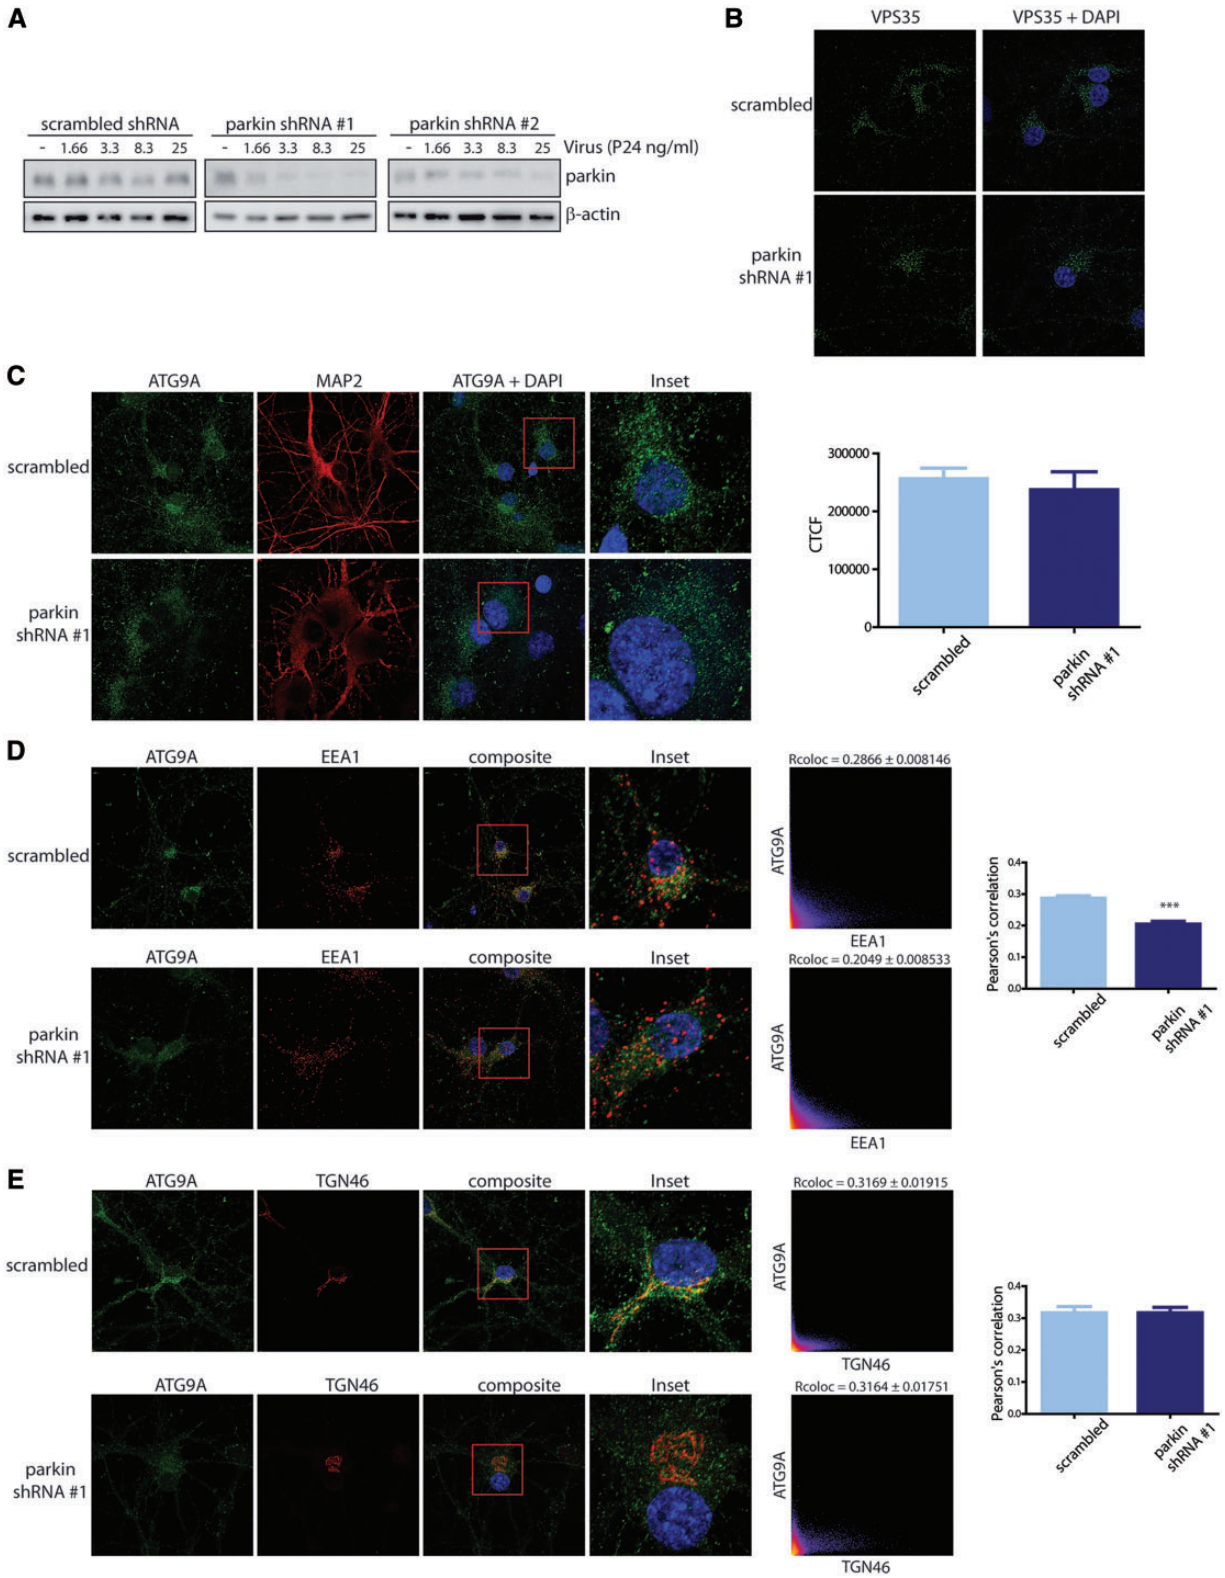 A
scrambled shRNA parkin shRNA #1 parkin shRNA #2
- 1.66 3.3 8.3 25 - 1.66 3.3 8.3 25 - 1.66 3.3 8.3 25 Virus (P24 ng/ml)
parkin
β-actin
B
VPS35 VPS35 + DAPI
scrambled
parkin
shRNA #1
C
ATG9A MAP2 ATG9A + DAPI Inset
scrambled
parkin
shRNA #1
300000
200000
100000
0
CTCF
scrambled
parkin
shRNA #1
D
ATG9A EEA1 composite Inset
scrambled
Rcoloc = 0.2866 ± 0.008146
ATG9A
EEA1
ATG9A EEA1 composite Inset
parkin
shRNA #1
Rcoloc = 0.2049 ± 0.008533
ATG9A
EEA1
Pearson's correlation
0.4
0.3
0.2
0.1
0.0
***
scrambled
parkin
shRNA #1
E
ATG9A TGN46 composite Inset
scrambled
Rcoloc = 0.3169 ± 0.01915
ATG9A
TGN46
ATG9A TGN46 composite Inset
parkin
shRNA #1
Rcoloc = 0.3164 ± 0.01751
ATG9A
TGN46
Pearson's correlation
0.4
0.3
0.2
0.1
0.0
scrambled
parkin
shRNA #1